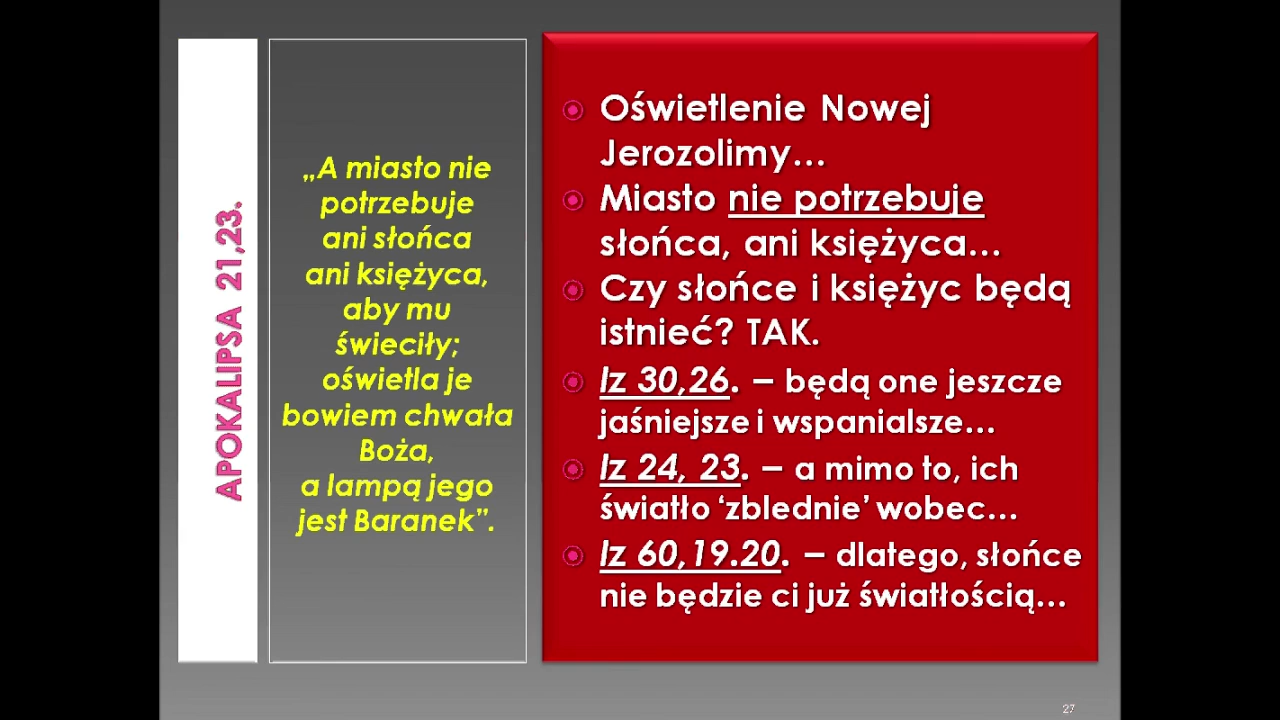 APOKALIPSA 21,23.
„A miasto nie
potrzebuje
ani słońca
ani księżyca,
aby mu
świeciły;
oświetla je
bowiem chwała
Boża,
a lampą jego
jest Baranek”.
Oświetlenie Nowej
Jerozolimy…
Miasto nie potrzebuje
słońca, ani księżyca…
Czy słońce i księżyc będą
istnieć? TAK.
Iz 30,26. – będą one jeszcze
jaśniejsze i wspanialsze…
Iz 24, 23. – a mimo to, ich
światło ‘zblednie’ wobec…
Iz 60,19.20. – dlatego, słońce
nie będzie ci już światłością…
27